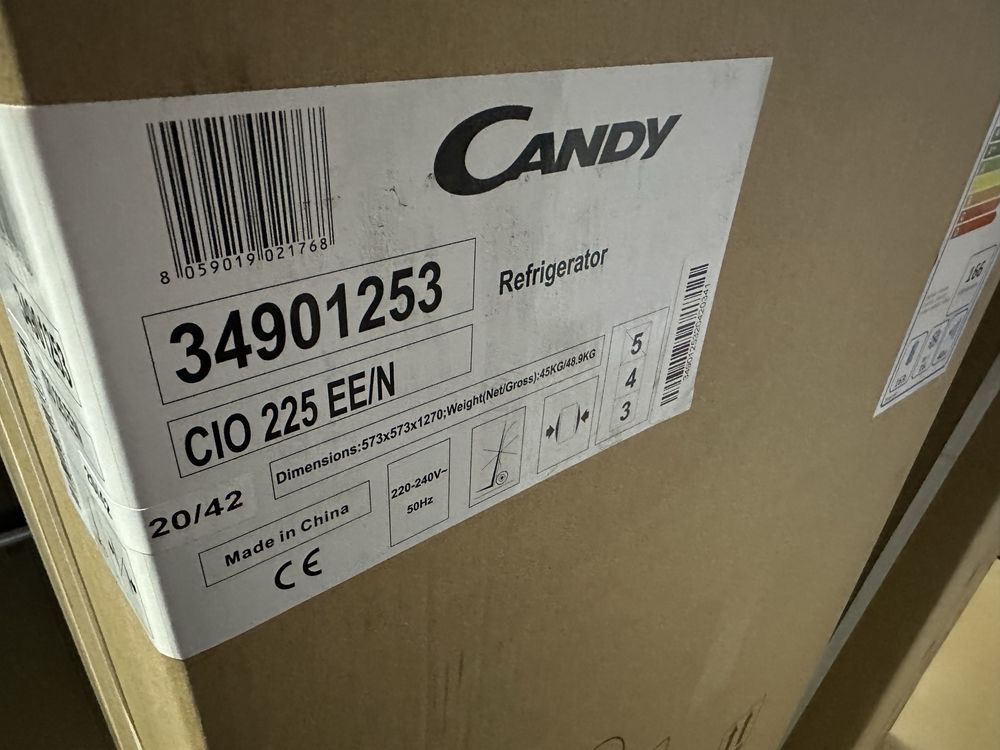 CANDY
8 059019 021768
34901253
Refrigerator
CIO 225 EE/N
Dimensions:573x573x1270;Weight(Net/Gross):45KG/48.9KG
5
4
3
20/42
Made in China
220-240V~
50Hz
CE
166